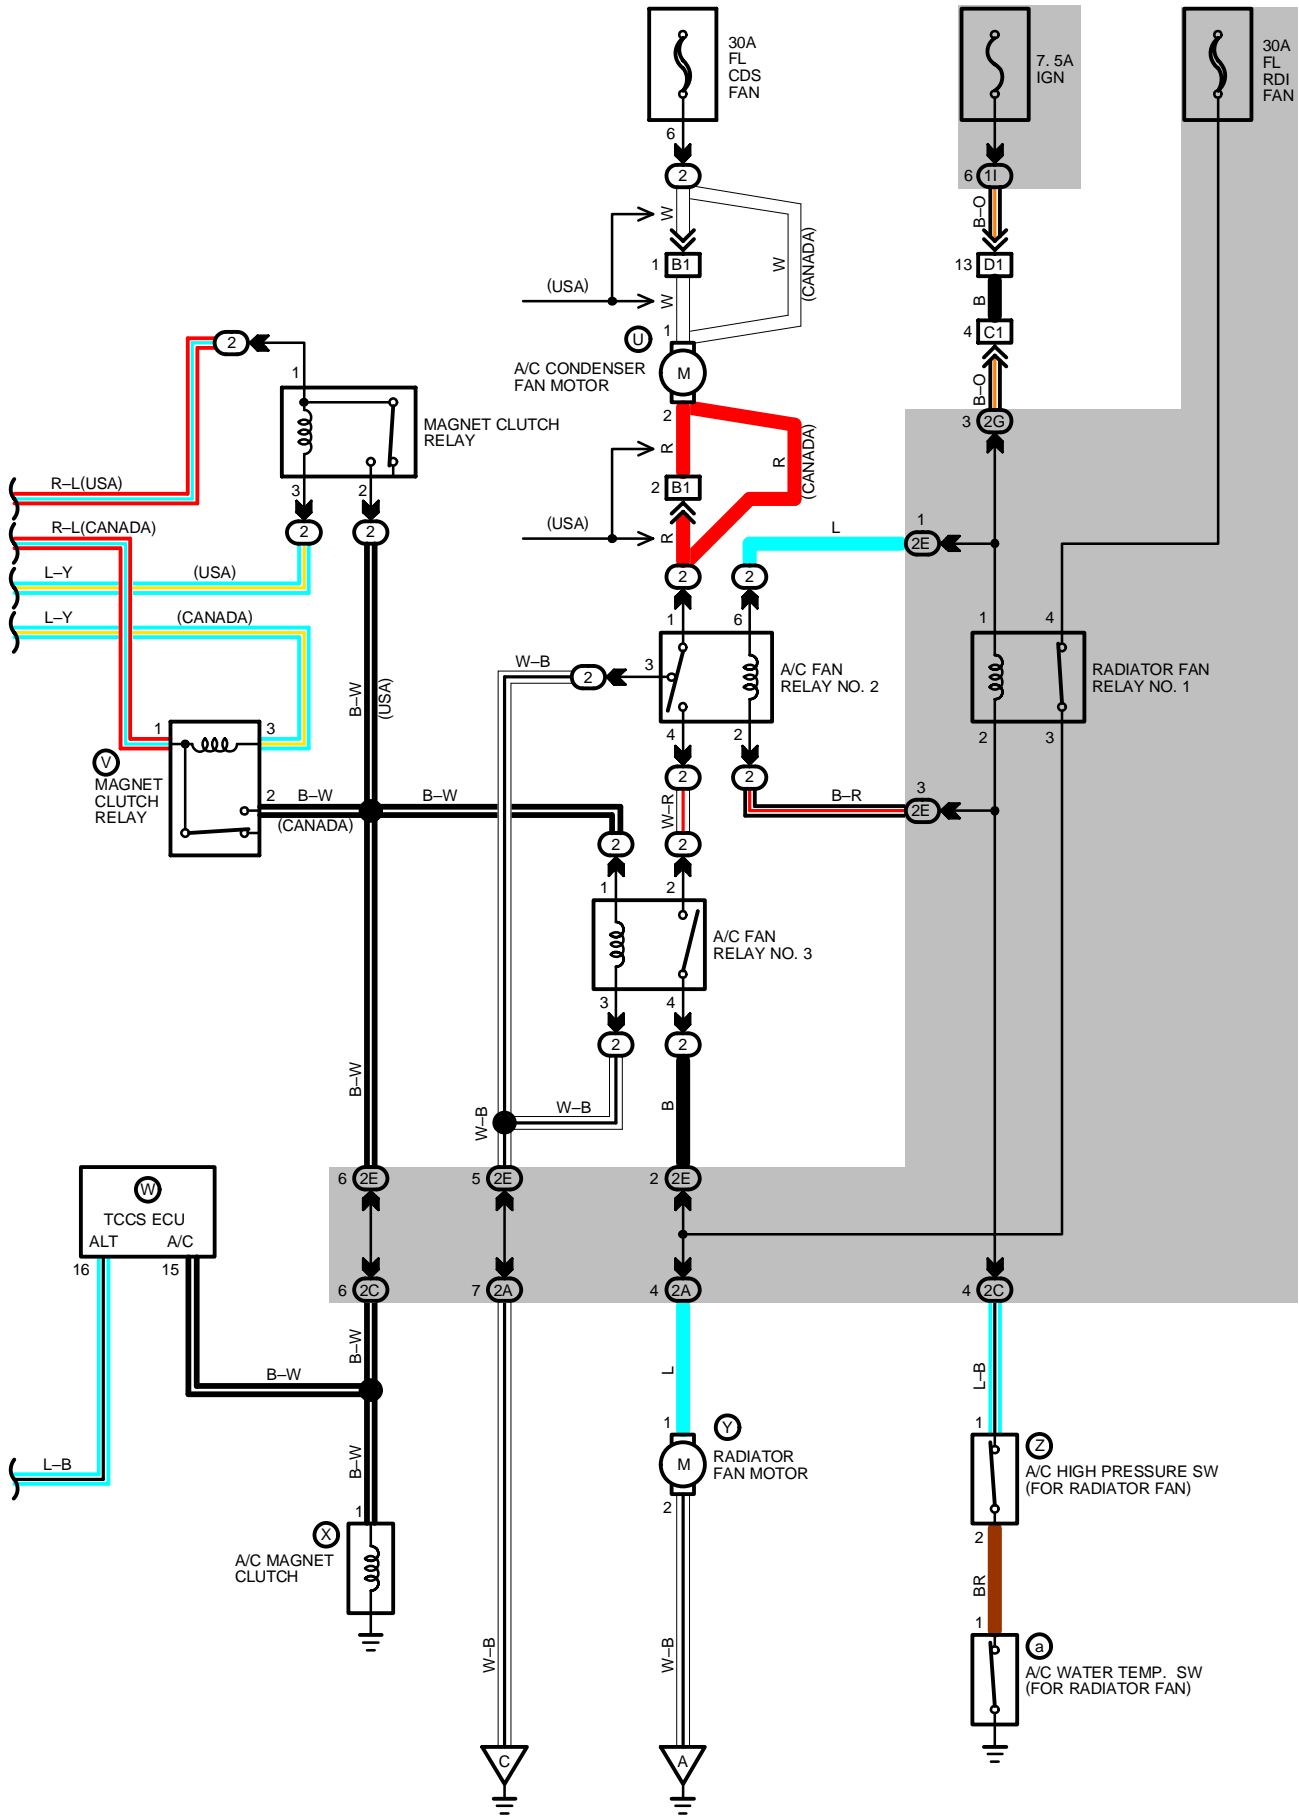 30A
FL
CDS
FAN
7. 5A
IGN
30A
FL
RDI
FAN
6
2
6
1I
W
B–O
W
(CANADA)
(USA)
1
B1
13
D1
W
B
4
C1
1
U
A/C CONDENSER
FAN MOTOR
M
B–O
2
1
MAGNET CLUTCH
RELAY
2
3
2G
R
R
(CANADA)
R–L(USA)
3
2
2
B1
R–L(CANADA)
2
2
(USA)
R
L
1
2E
L–Y
(USA)
2
2
L–Y
(CANADA)
1
6
1
4
W–B
2
3
A/C FAN
RELAY NO. 2
RADIATOR FAN
RELAY NO. 1
B–W
(USA)
1
3
4
2
2
3
V
MAGNET
CLUTCH
RELAY
2
2
2
B–W
B–W
B–R
3
2E
(CANADA)
W–R
2
2
1
2
A/C FAN
RELAY NO. 3
3
4
2
2
B–W
W–B
W–B
B
6
2E
5
2E
2
2E
W
TCCS ECU
ALT
A/C
16
15
6
2C
7
2A
4
2A
4
2C
B–W
B–W
L
L–B
1
Y
RADIATOR
FAN MOTOR
M
1
Z
A/C HIGH PRESSURE SW
(FOR RADIATOR FAN)
L–B
B–W
2
1
X
A/C MAGNET
CLUTCH
2
BR
1
a
A/C WATER TEMP. SW
(FOR RADIATOR FAN)
W–B
W–B
C
A